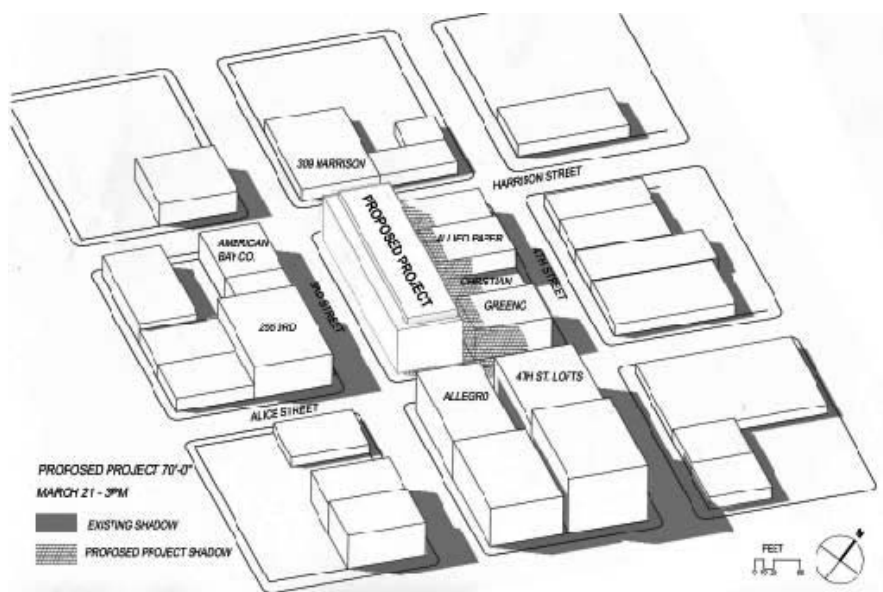 309 HARRISON
HARRISON STREET
PROPOSED PROJECT
ALLIED PAPER
4TH STREET
AMERICAN
BAY CO.
3RD STREET
CHRISTIAN
255 3RD
4TH ST. LOFTS
ALLEGRO
ALICE STREET
PROPOSED PROJECT 70'-0"
MARCH 21 - 3PM
EXISTING SHADOW
PROPOSED PROJECT SHADOW
FEET